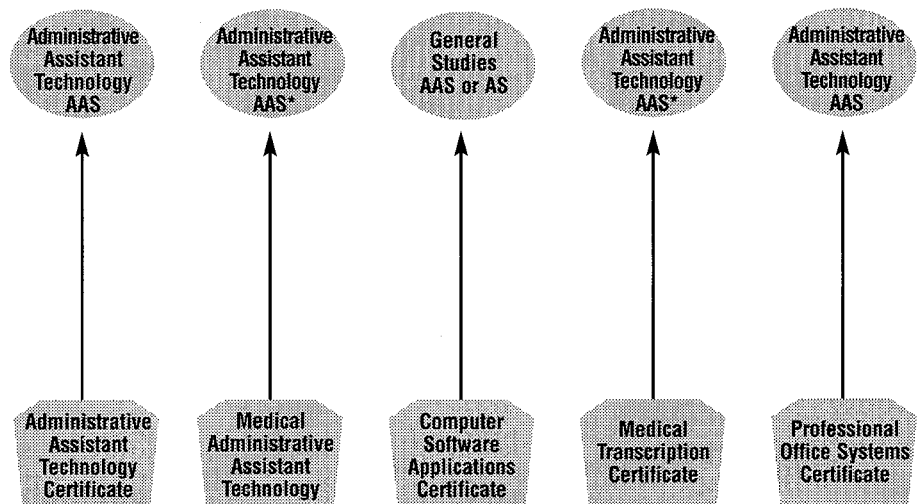 Administrative
Assistant
Technology
AAS
Administrative
Assistant
Technology
AAS*
General
Studies
AAS or AS
Administrative
Assistant
Technology
AAS*
Administrative
Assistant
Technology
AAS
Administrative
Assistant
Technology
Certificate
Medical
Administrative
Assistant
Technology
Computer
Software
Applications
Certificate
Medical
Transcription
Certificate
Professional
Office Systems
Certificate